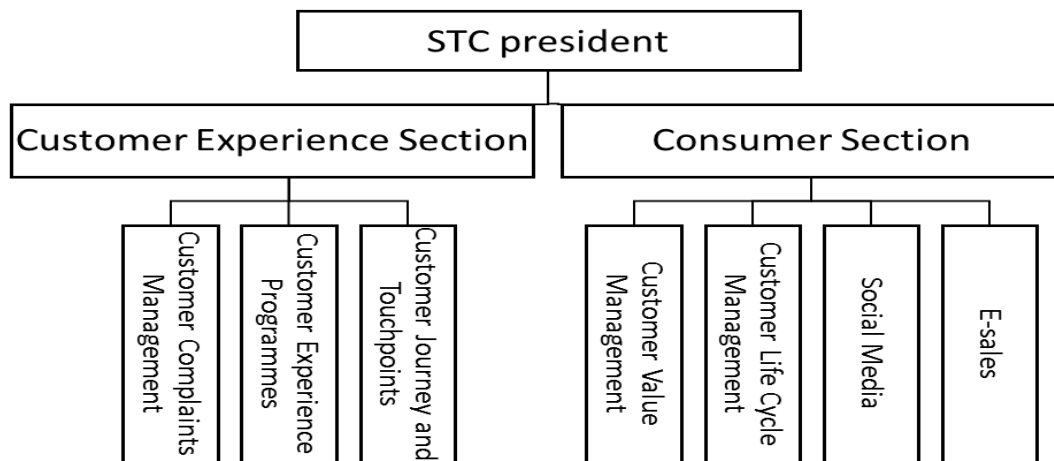 STC president
Customer Experience Section
Consumer Section
Customer Complaints
Management
Customer Experience
Programmes
Customer Journey and
Touchpoints
Customer Value
Management
Customer Life Cycle
Management
Social Media
E-sales